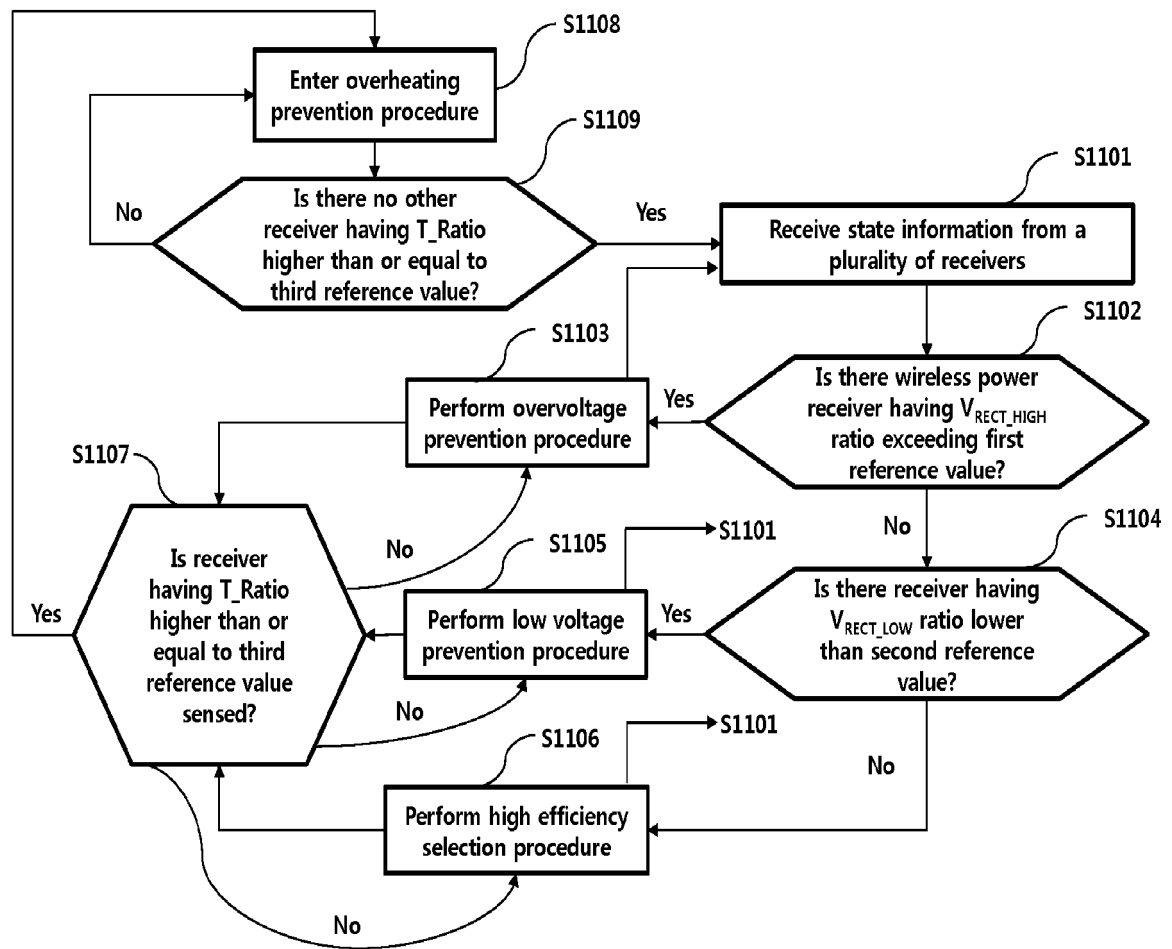 S1108
Enter overheating
prevention procedure
S1109
Is there no other
receiver having T_Ratio
higher than or equal to
third reference value?
No
Yes
S1101
Receive state information from a
plurality of receivers
S1102
Is there wireless power
receiver having VRECT_HIGH
ratio exceeding first
reference value?
Yes
No
S1103
Perform overvoltage
prevention procedure
S1107
Is receiver
having T_Ratio
higher than or
equal to third
reference value
sensed?
Yes
No
No
No
S1104
Is there receiver having
VRECT_LOW ratio lower
than second reference
value?
Yes
No
S1105
Perform low voltage
prevention procedure
S1101
S1106
Perform high efficiency
selection procedure
S1101